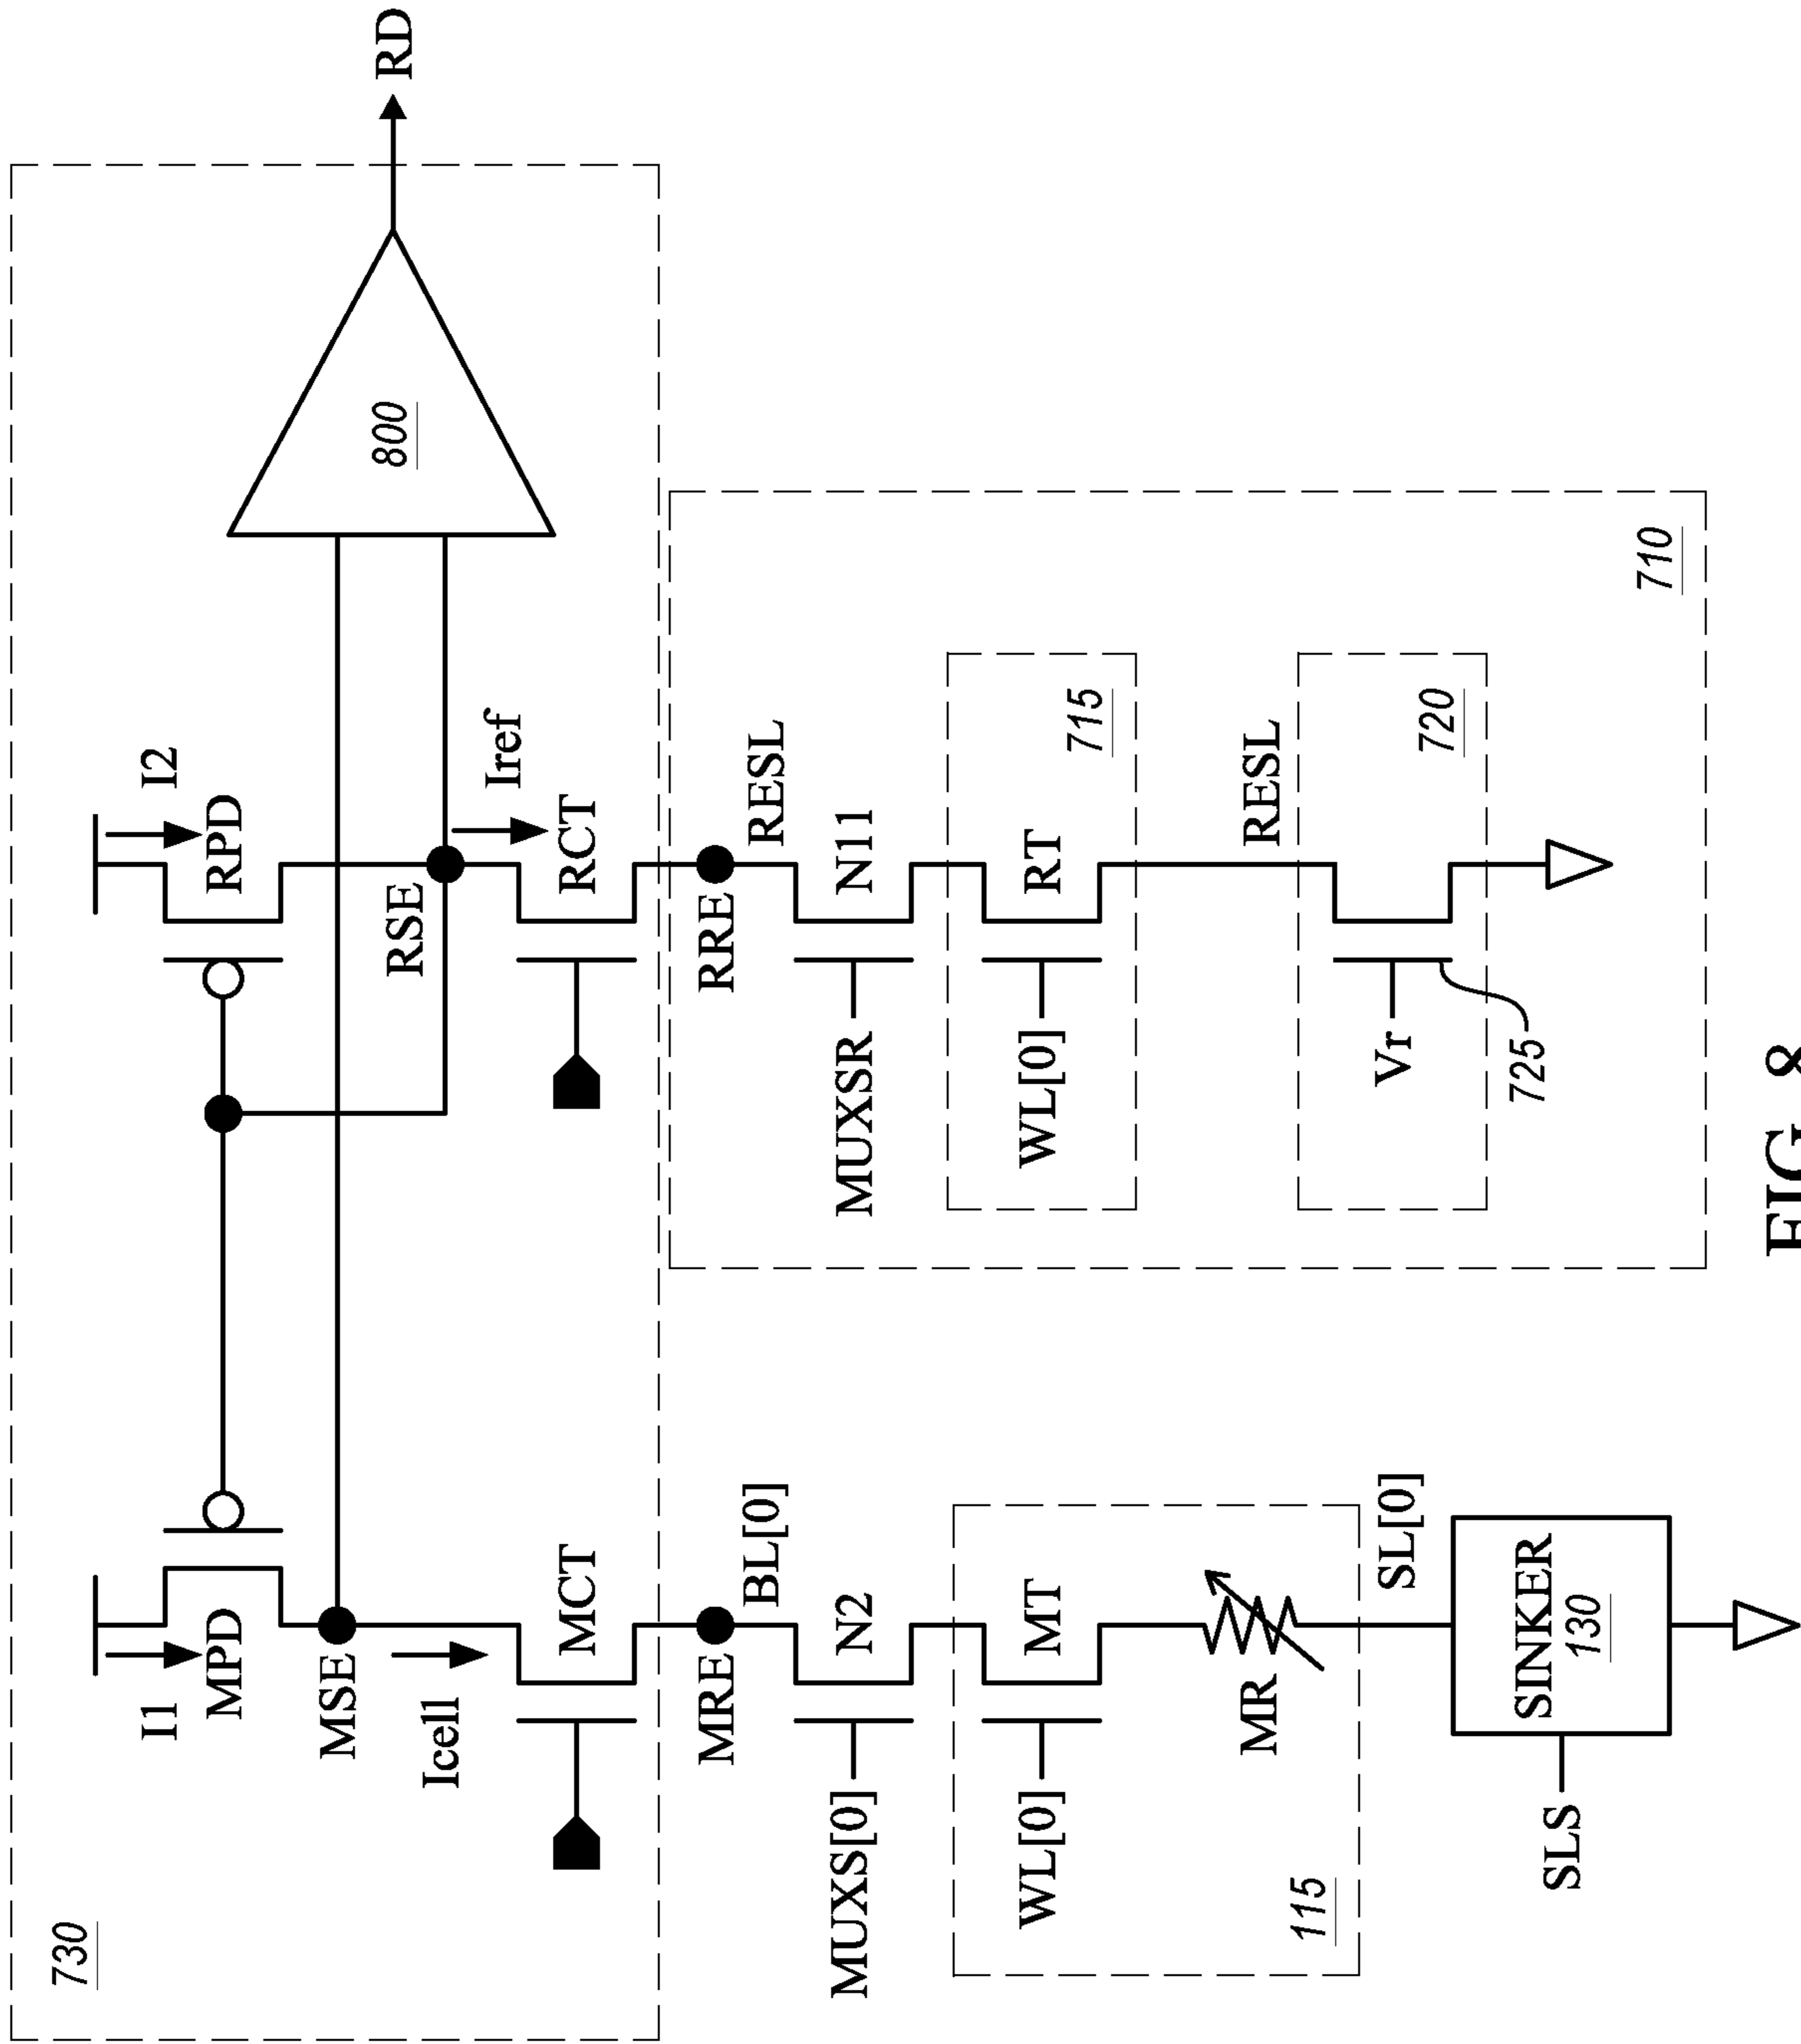 730
I1
MPD
I2
RPD
MSE
RSE
800
RD
Icell
MCT
Iref
RCT
MRE
BL[0]
RRE
RESL
MUXS[0]
N2
MUXSR
N11
WL[0]
MT
WL[0]
RT
715
115
MR
SL[0]
RESL
Vr
720
725
SLS
SINKER
130
710
FIG. 8